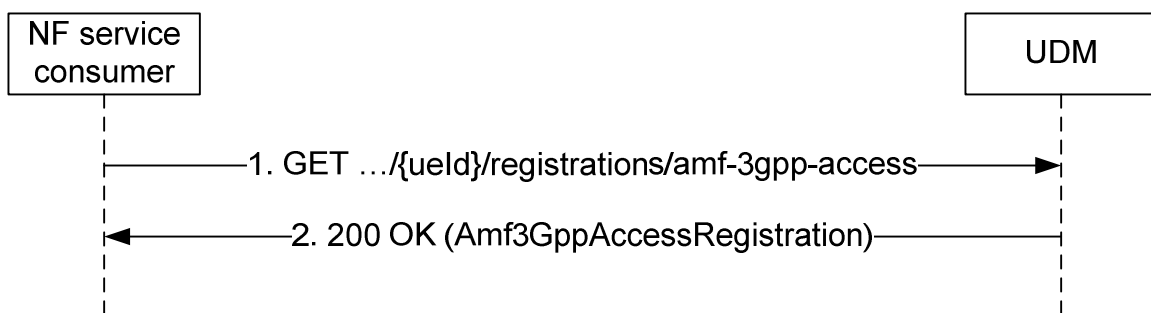 NF service
consumer
UDM
1. GET …/{ueId}/registrations/amf-3gpp-access
2. 200 OK (Amf3GppAccessRegistration)